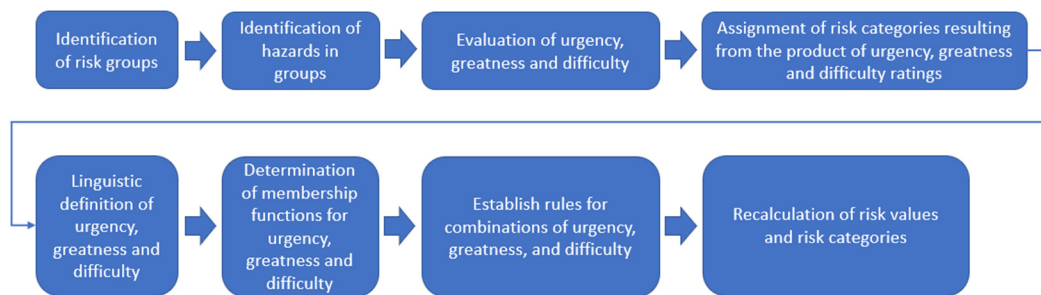 Identification
of risk groups
Identification of
hazards in
groups
Evaluation of urgency,
greatness and difficulty
Assignment of risk categories resulting
from the product of urgency, greatness
and difficulty ratings
Linguistic
definition of
urgency,
greatness and
difficulty
Determination
of membership
functions for
urgency,
greatness and
difficulty
Establish rules for
combinations of urgency,
greatness, and difficulty
Recalculation of risk values
and risk categories